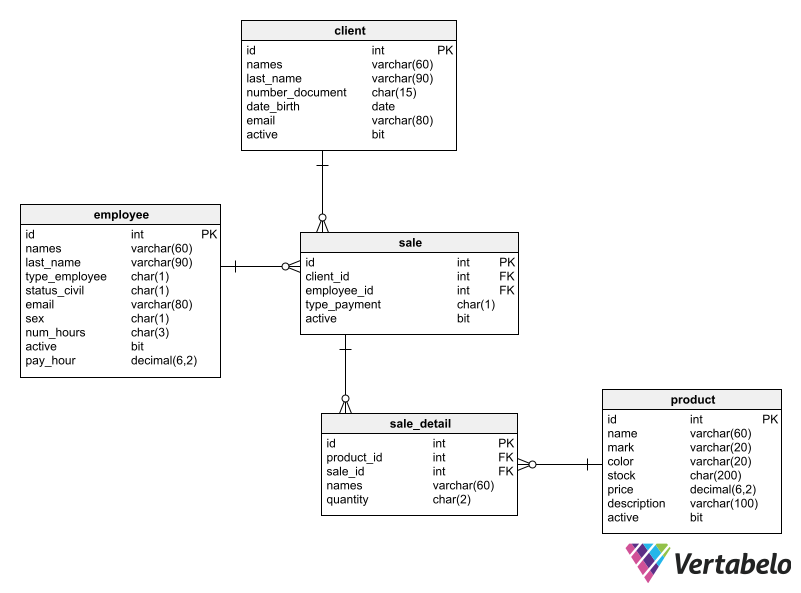 client
id int PK
names varchar(60)
last_name varchar(90)
number_document char(15)
date_birth date
email varchar(80)
active bit
employee
id int PK
names varchar(60)
last_name varchar(90)
type_employee char(1)
status_civil char(1)
email varchar(80)
sex char(1)
num_hours char(3)
active bit
pay_hour decimal(6,2)
sale
id int PK
client_id int FK
employee_id int FK
type_payment char(1)
active bit
sale_detail
id int PK
product_id int FK
sale_id int FK
names varchar(60)
quantity char(2)
product
id int PK
name varchar(60)
mark varchar(20)
color varchar(20)
stock char(200)
price decimal(6,2)
description varchar(100)
active bit
Vertabelo